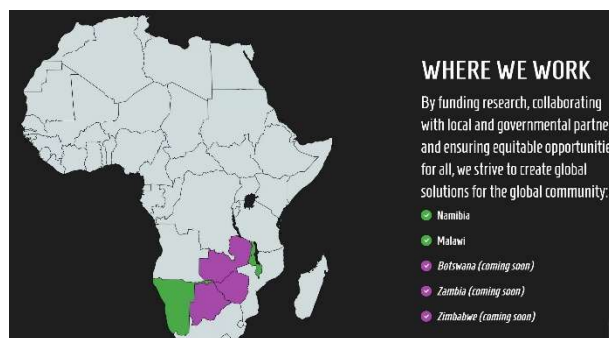 WHERE WE WORK
By funding research, collaborating
with local and governmental partne
and ensuring equitable opportunitie
for all, we strive to create global
solutions for the global community:
Namibia
Malawi
Botswana (coming soon)
Zambia (coming soon)
Zimbabwe (coming soon)